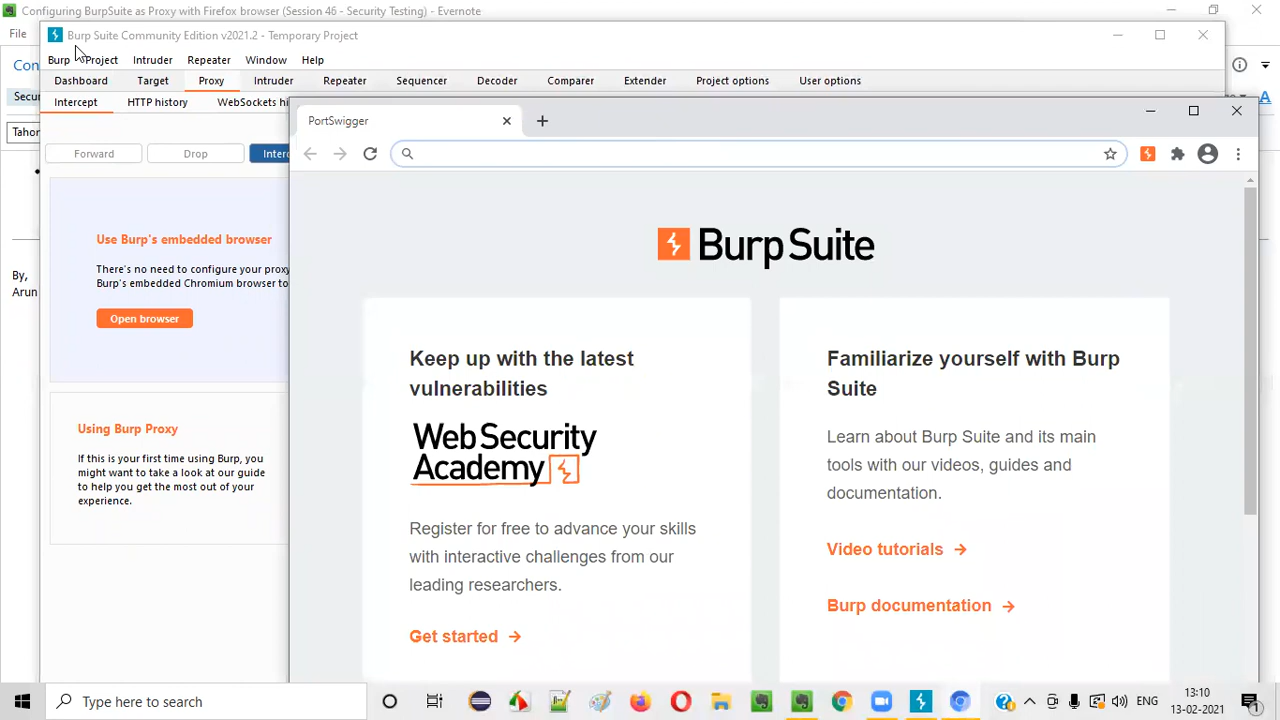 Configuring BurpSuite as Proxy with Firefox browser (Session 46 - Security Testing) - Evernote
File
Burp Suite Community Edition v2021.2 - Temporary Project
Burp Project Intruder Repeater Window Help
Dashboard Target Proxy Intruder Repeater Sequencer Decoder Comparer Extender Project options User options
Intercept HTTP history WebSockets hi
Forward Drop Interc
Con
Secur
Tahor
A
By,
Arun
Use Burp's embedded browser
There's no need to configure your proxy
Burp's embedded Chromium browser to
Open browser
Using Burp Proxy
If this is your first time using Burp, you
might want to take a look at our guide
to help you get the most out of your
experience.
PortSwigger
Burp Suite
Keep up with the latest
vulnerabilities
Web Security
Academy
Register for free to advance your skills
with interactive challenges from our
leading researchers.
Get started
Familiarize yourself with Burp
Suite
Learn about Burp Suite and its main
tools with our videos, guides and
documentation.
Video tutorials
Burp documentation
Type here to search
ENG
13:10
13-02-2021
1